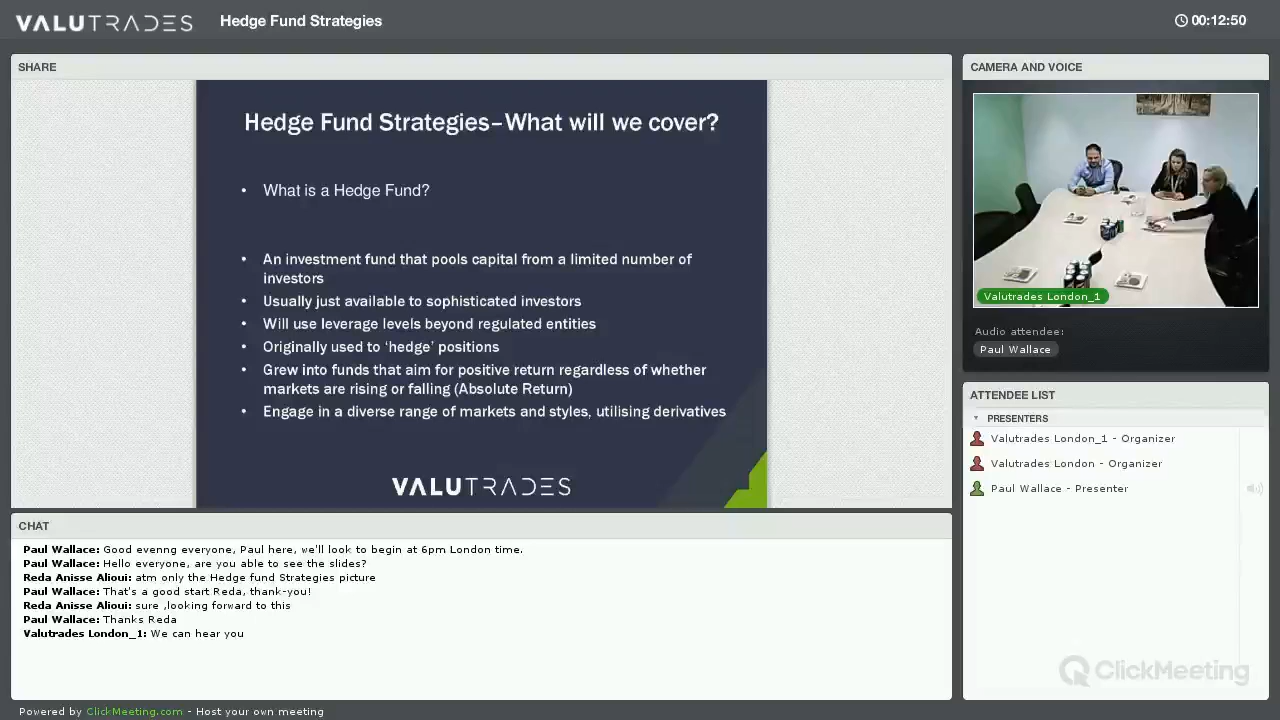 VALUTRADES
Hedge Fund Strategies
00:12:50
SHARE
Hedge Fund Strategies–What will we cover?
• What is a Hedge Fund?
• An investment fund that pools capital from a limited number of
investors
• Usually just available to sophisticated investors
• Will use leverage levels beyond regulated entities
• Originally used to ‘hedge’ positions
• Grew into funds that aim for positive return regardless of whether
markets are rising or falling (Absolute Return)
• Engage in a diverse range of markets and styles, utilising derivatives
VALUTRADES
CHAT
Paul Wallace: Good evenng everyone, Paul here, we'll look to begin at 6pm London time.
Paul Wallace: Hello everyone, are you able to see the slides?
Reda Anisse Alioui: atm only the Hedge fund Strategies picture
Paul Wallace: That's a good start Reda, thank-you!
Reda Anisse Alioui: sure ,looking forward to this
Paul Wallace: Thanks Reda
Valutrades London_1: We can hear you
CAMERA AND VOICE
Valutrades London_1
Audio attendee:
Paul Wallace
ATTENDEE LIST
PRESENTERS
Valutrades London_1 - Organizer
Valutrades London - Organizer
Paul Wallace - Presenter
ClickMeeting
Powered by ClickMeeting.com - Host your own meeting